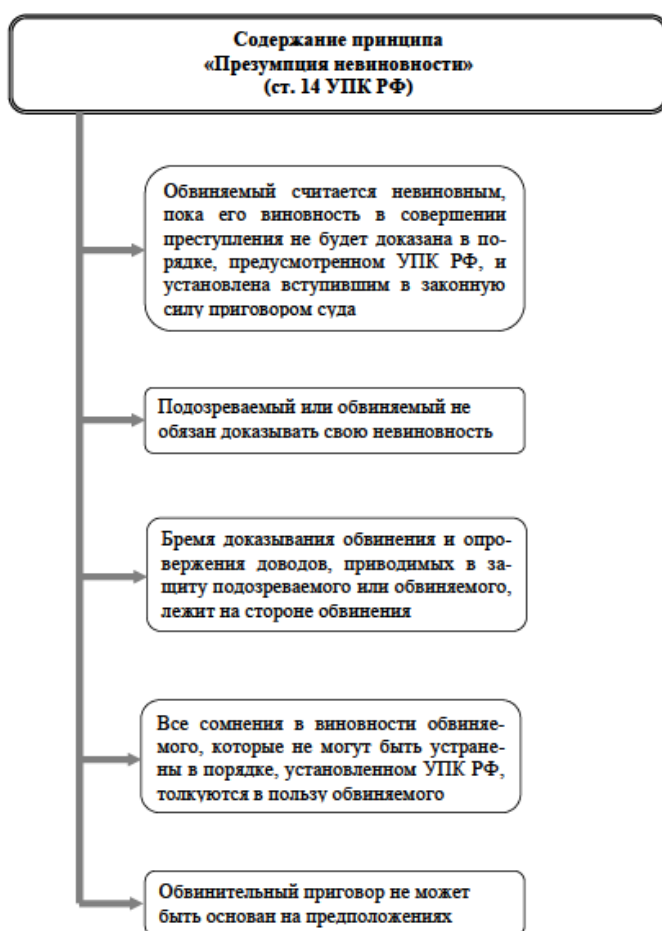 Содержание принципа
«Презумпция невиновности»
(ст. 14 УПК РФ)
Обвиняемый считается невиновным,
пока его виновность в совершении
преступления не будет доказана в по-
рядке, предусмотренном УПК РФ, и
установлена вступившим в законную
силу приговором суда
Подозреваемый или обвиняемый не
обязан доказывать свою невиновность
Бремя доказывания обвинения и опро-
вержения доводов, приводимых в за-
щиту подозреваемого или обвиняемого,
лежит на стороне обвинения
Все сомнения в виновности обвиняе-
мого, которые не могут быть устране-
ны в порядке, установленном УПК РФ,
толкуются в пользу обвиняемого
Обвинительный приговор не может
быть основан на предположениях